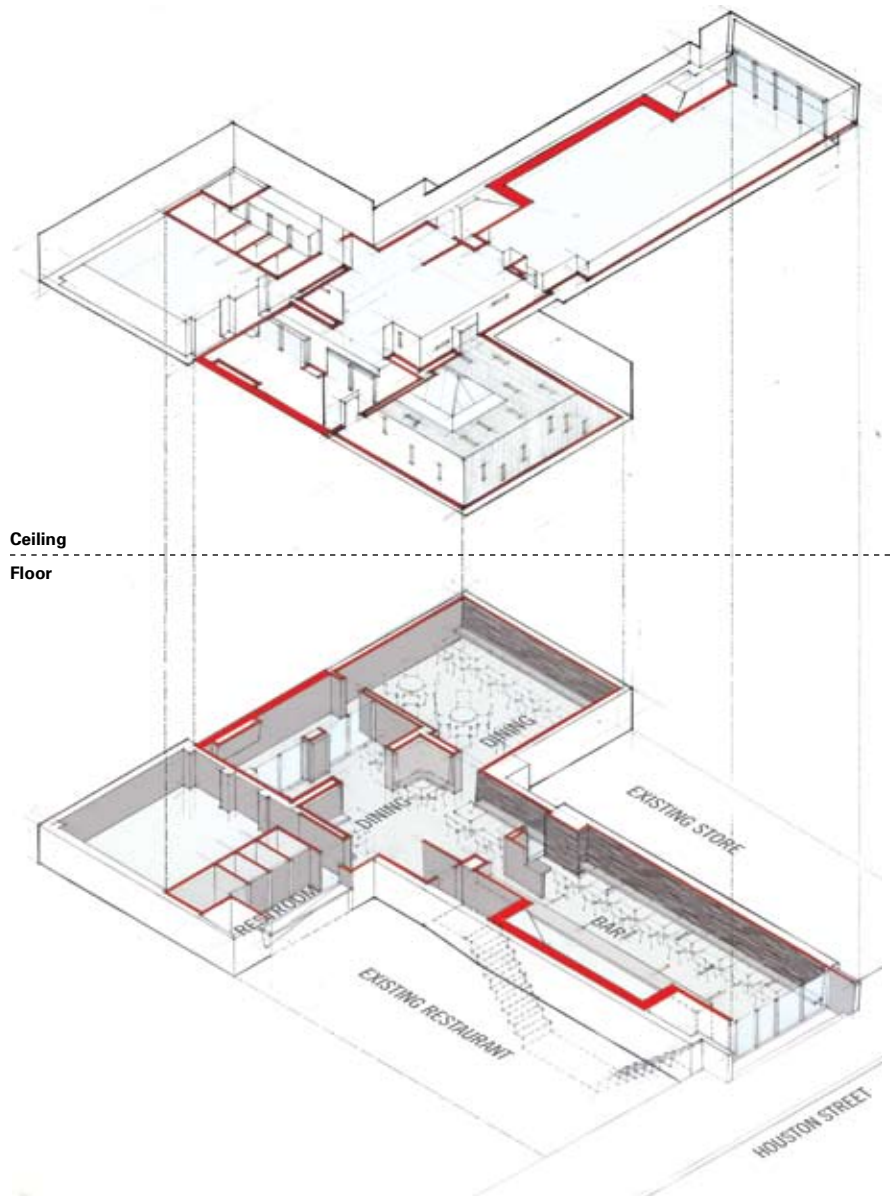 Ceiling
Floor
DINING
EXISTING STORE
DINING
RESTROOM
BAR
EXISTING RESTAURANT
HOUSTON STREET